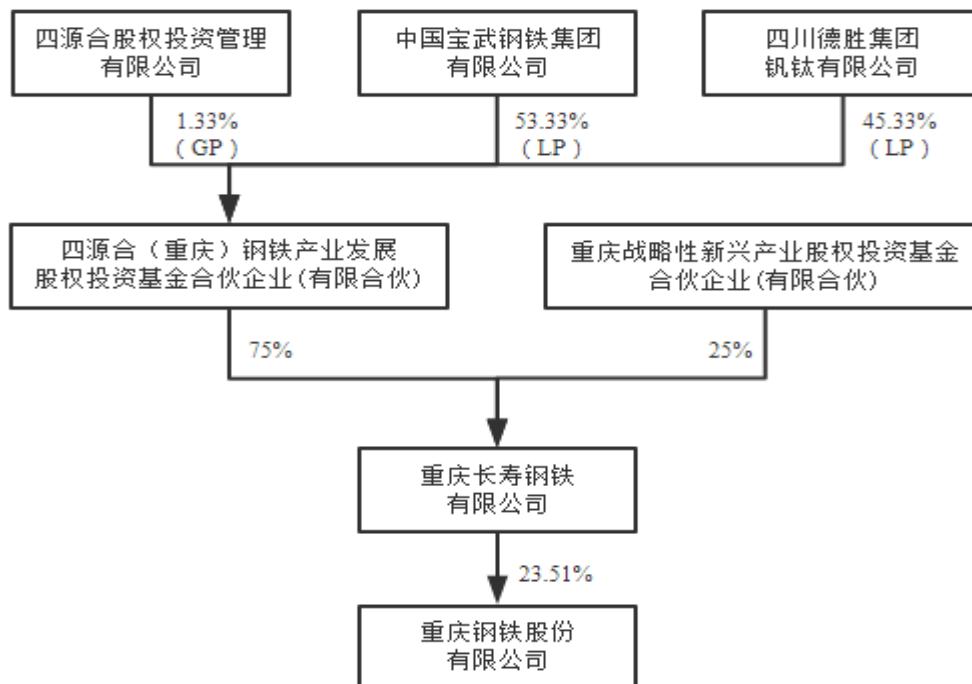 四源合股权投资管理
有限公司
中国宝武钢铁集团
有限公司
四川德胜集团
钒钛有限公司
1.33%
( GP )
53.33%
( LP )
45.33%
( LP )
四源合（重庆）钢铁产业发展
股权投资基金合伙企业(有限合伙)
重庆战略性新兴产业股权投资基金
合伙企业(有限合伙)
75%
25%
重庆长寿钢铁
有限公司
23.51%
重庆钢铁股份
有限公司